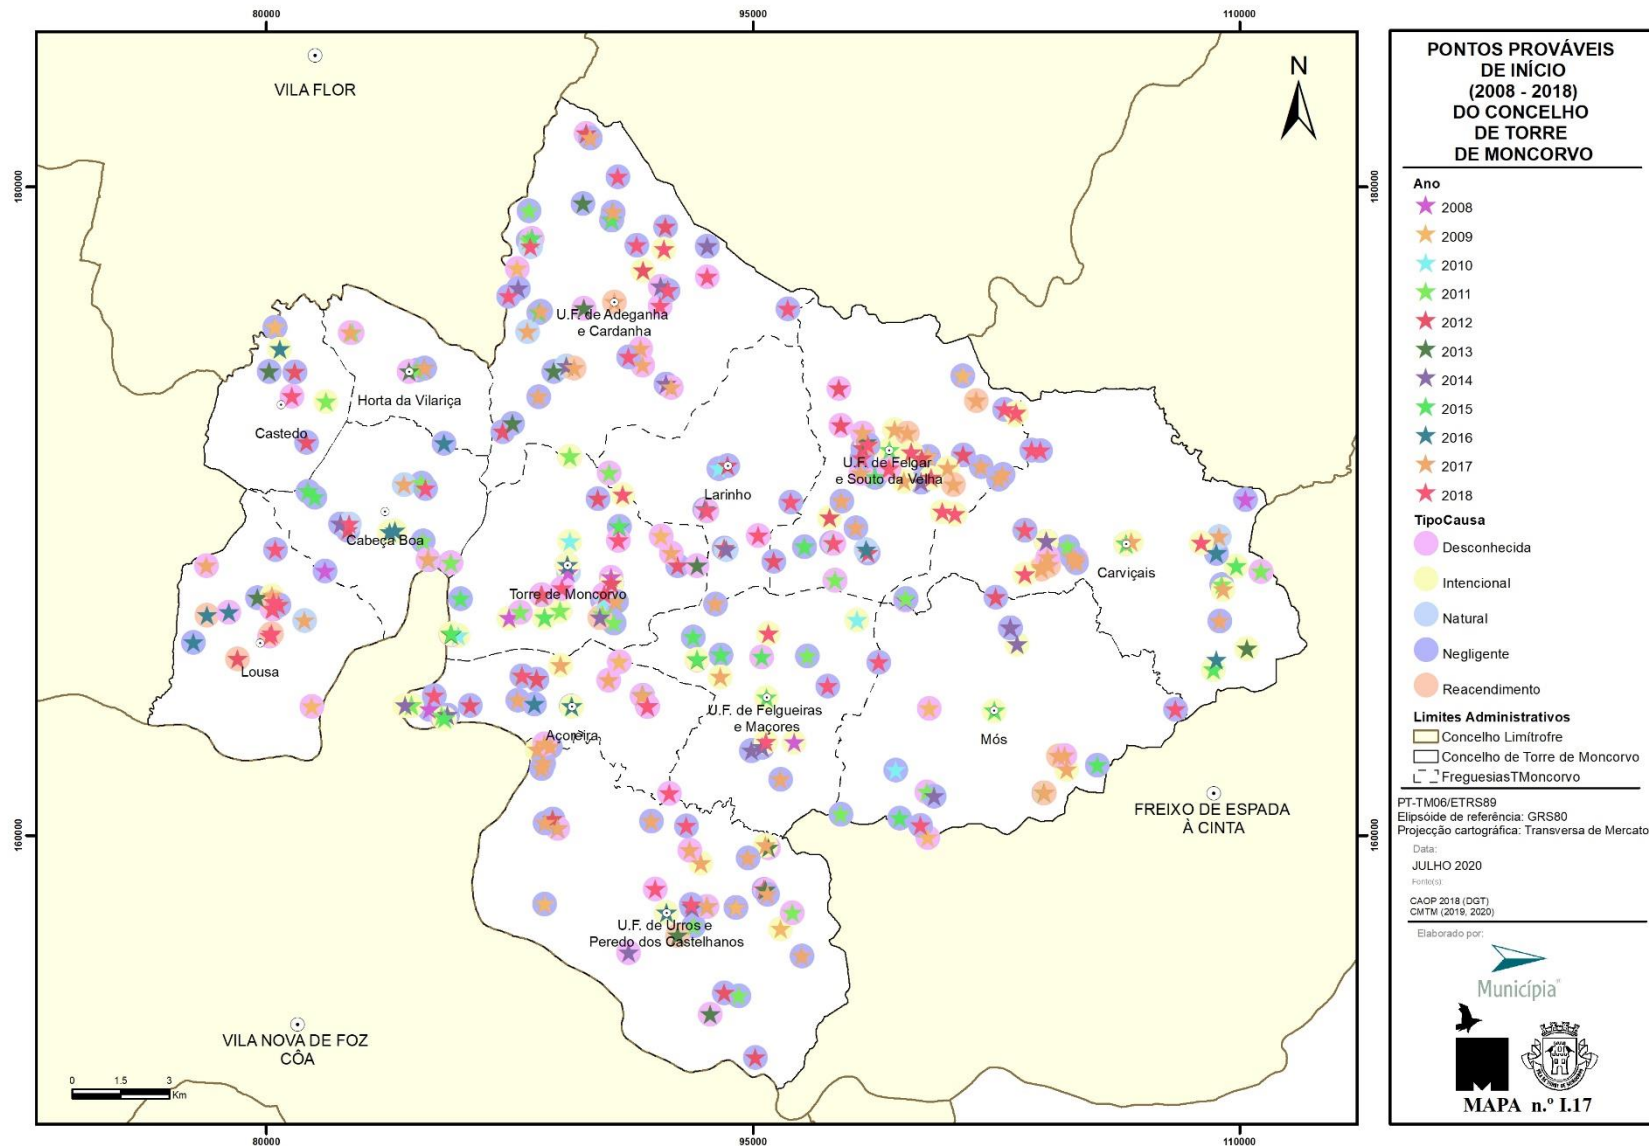 80000
95000
110000
VILA FLOR
N
180000
180000
U.F. de Adeganha
e Cardanha
Horta da Vilariça
Castedo
Larinho
U.F. de Felgar
e Souto da Velha
Cabeça Boa
Carviçais
Torre de Moncorvo
Lousa
U.F. de Felgueiras
e Maçores
Açoreira
Mós
FREIXO DE ESPADA
À CINTA
160000
160000
U.F. de Urros e
Peredo dos Castelhanos
VILA NOVA DE FOZ
CÔA
0 1.5 3
Km
80000
95000
110000
PONTOS PROVÁVEIS
DE INÍCIO
(2008 - 2018)
DO CONCELHO
DE TORRE
DE MONCORVO
Ano
2008
2009
2010
2011
2012
2013
2014
2015
2016
2017
2018
TipoCausa
Desconhecida
Intencional
Natural
Negligente
Reacendimento
Limites Administrativos
Concelho Limítrofe
Concelho de Torre de Moncorvo
FreguesiasTMoncorvo
PT-TM06/ETRS89
Elipsóide de referência: GRS80
Projecção cartográfica: Transversa de Mercato
Data:
JULHO 2020
Fonte(s):
CAOP 2018 (DGT)
CMTM (2019, 2020)
Elaborado por:
Município
MAPA n.º I.17